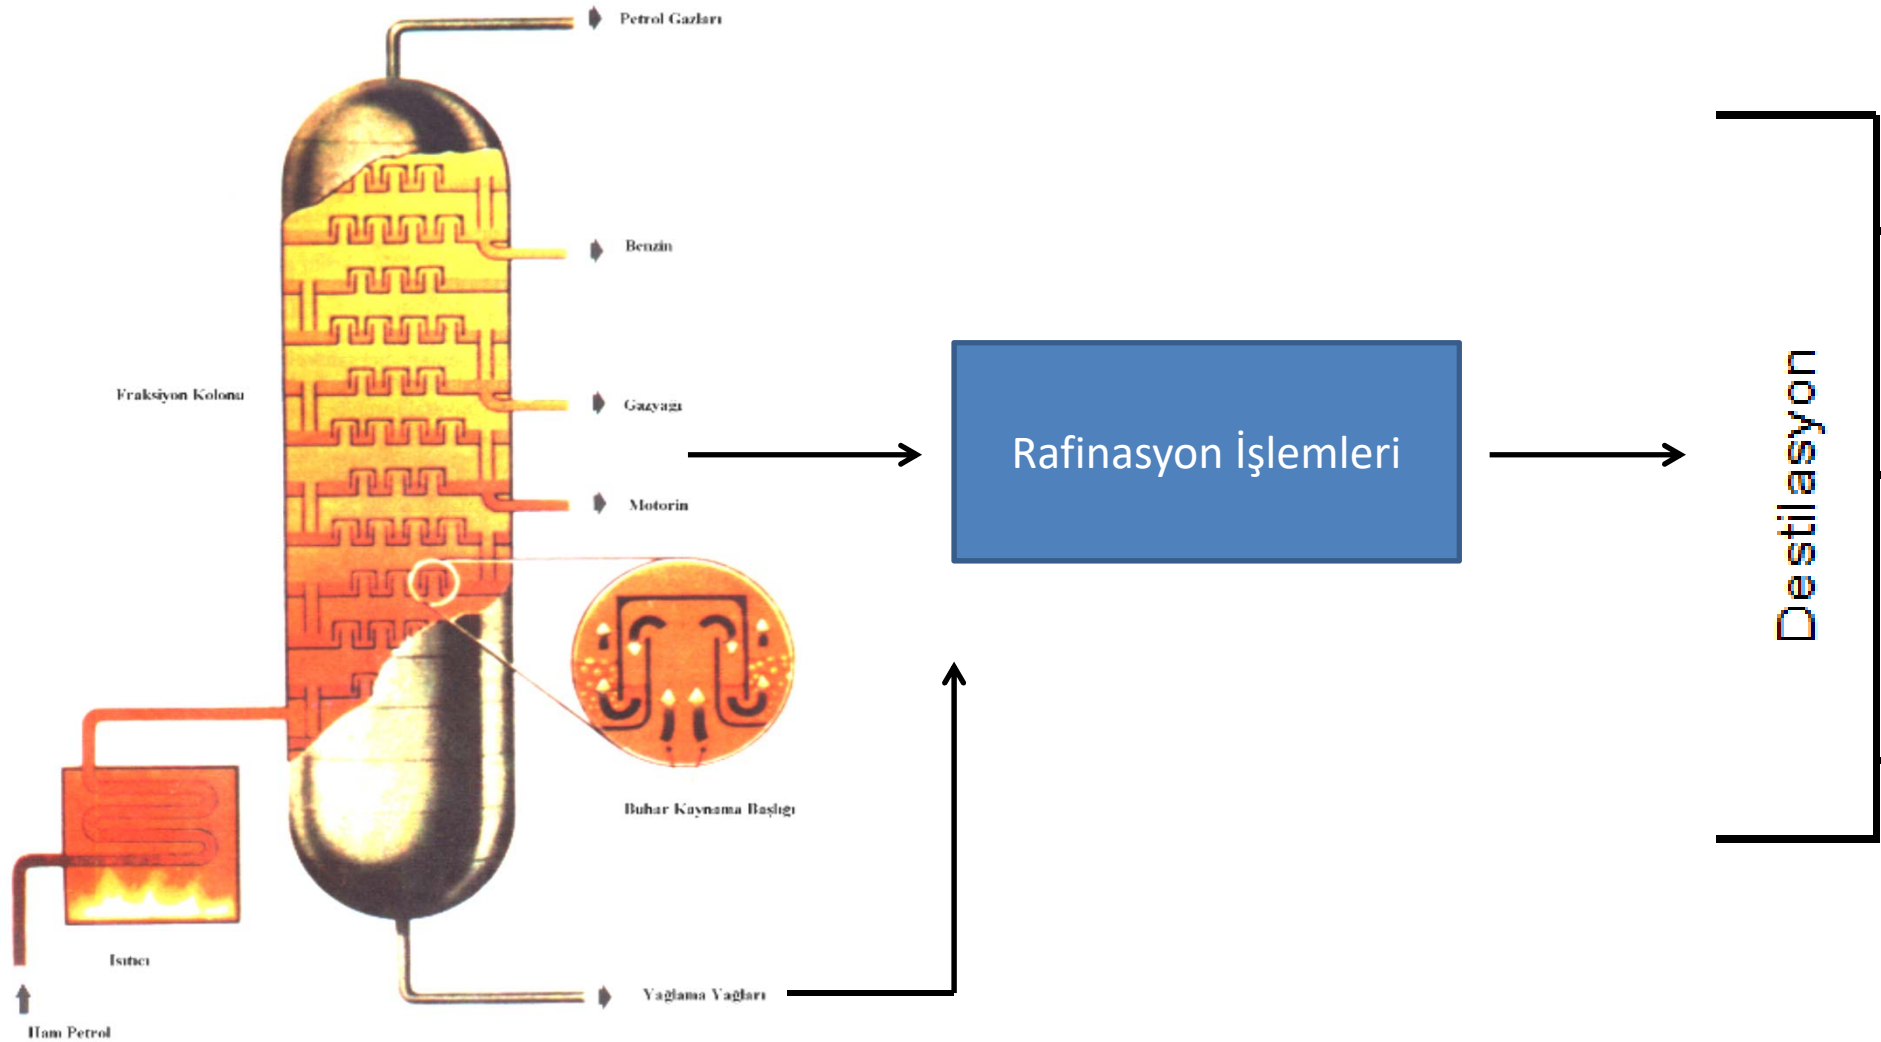 Petrol Gazları
Benzin
Fraksiyon Kolonu
Gazyağı
Motorin
Buhar Kaynama Başlığı
Isıtıcı
Ham Petrol
Yağlama Yağları
Rafinasyon İşlemleri
Destilasyon